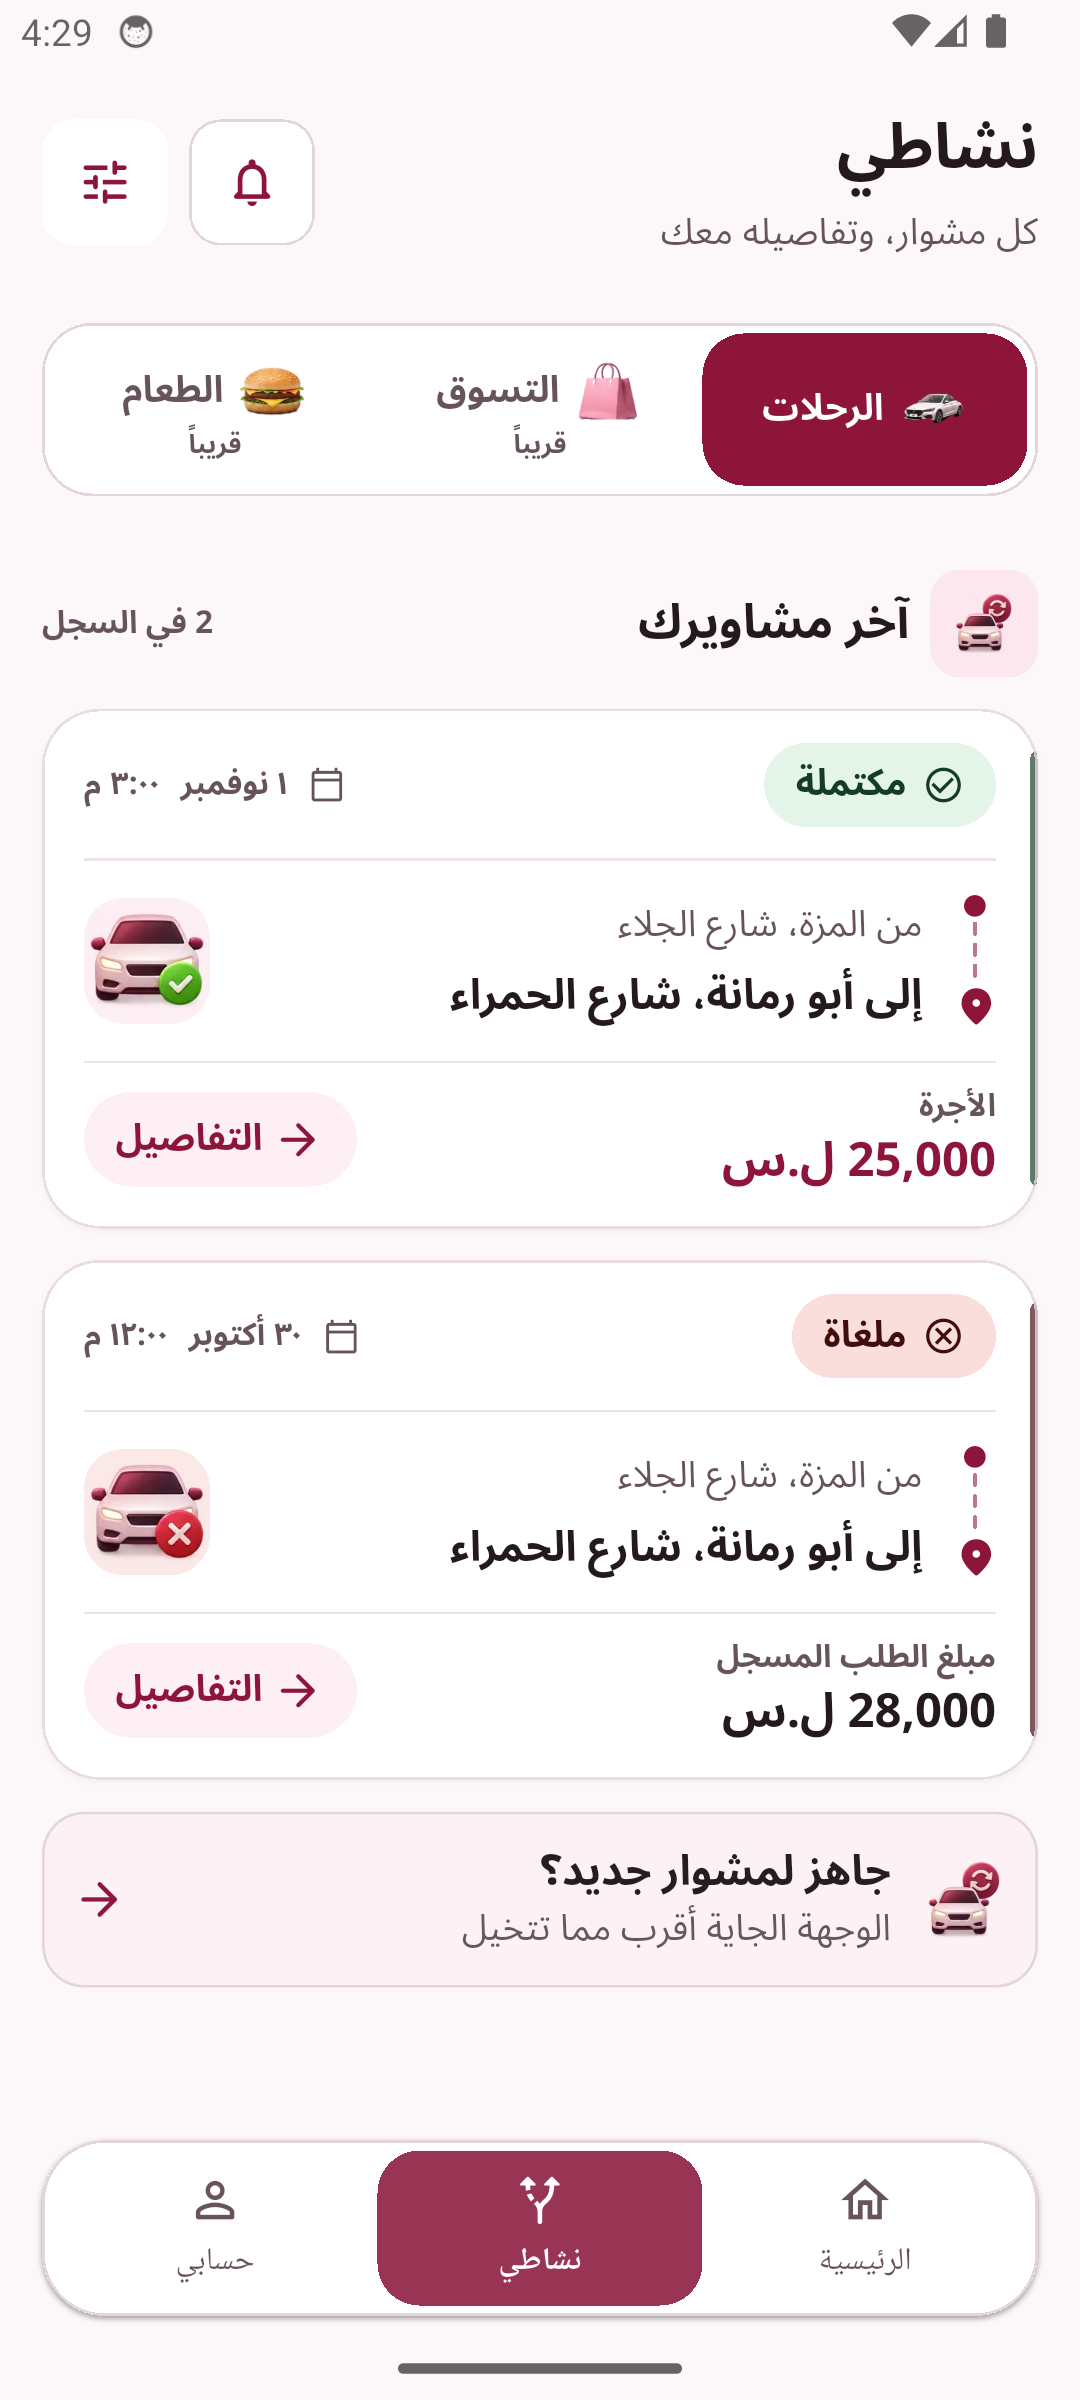 4:29
نشاطي
كل مشوار، وتفاصيله معك
الرحلات
التسوق
قريباً
الطعام
قريباً
آخر مشاويرك
2 في السجل
مكتملة
١ نوفمبر ٣:٠٠ م
من المزة، شارع الجلاء
إلى أبو رمانة، شارع الحمراء
الأجرة
25,000 ل.س
التفاصيل
ملغاة
٣٠ أكتوبر ١٢:٠٠ م
من المزة، شارع الجلاء
إلى أبو رمانة، شارع الحمراء
مبلغ الطلب المسجل
28,000 ل.س
التفاصيل
جاهز لمشوار جديد؟
الوجهة الجاية أقرب مما تتخيل
الرئيسية
نشاطي
حسابي